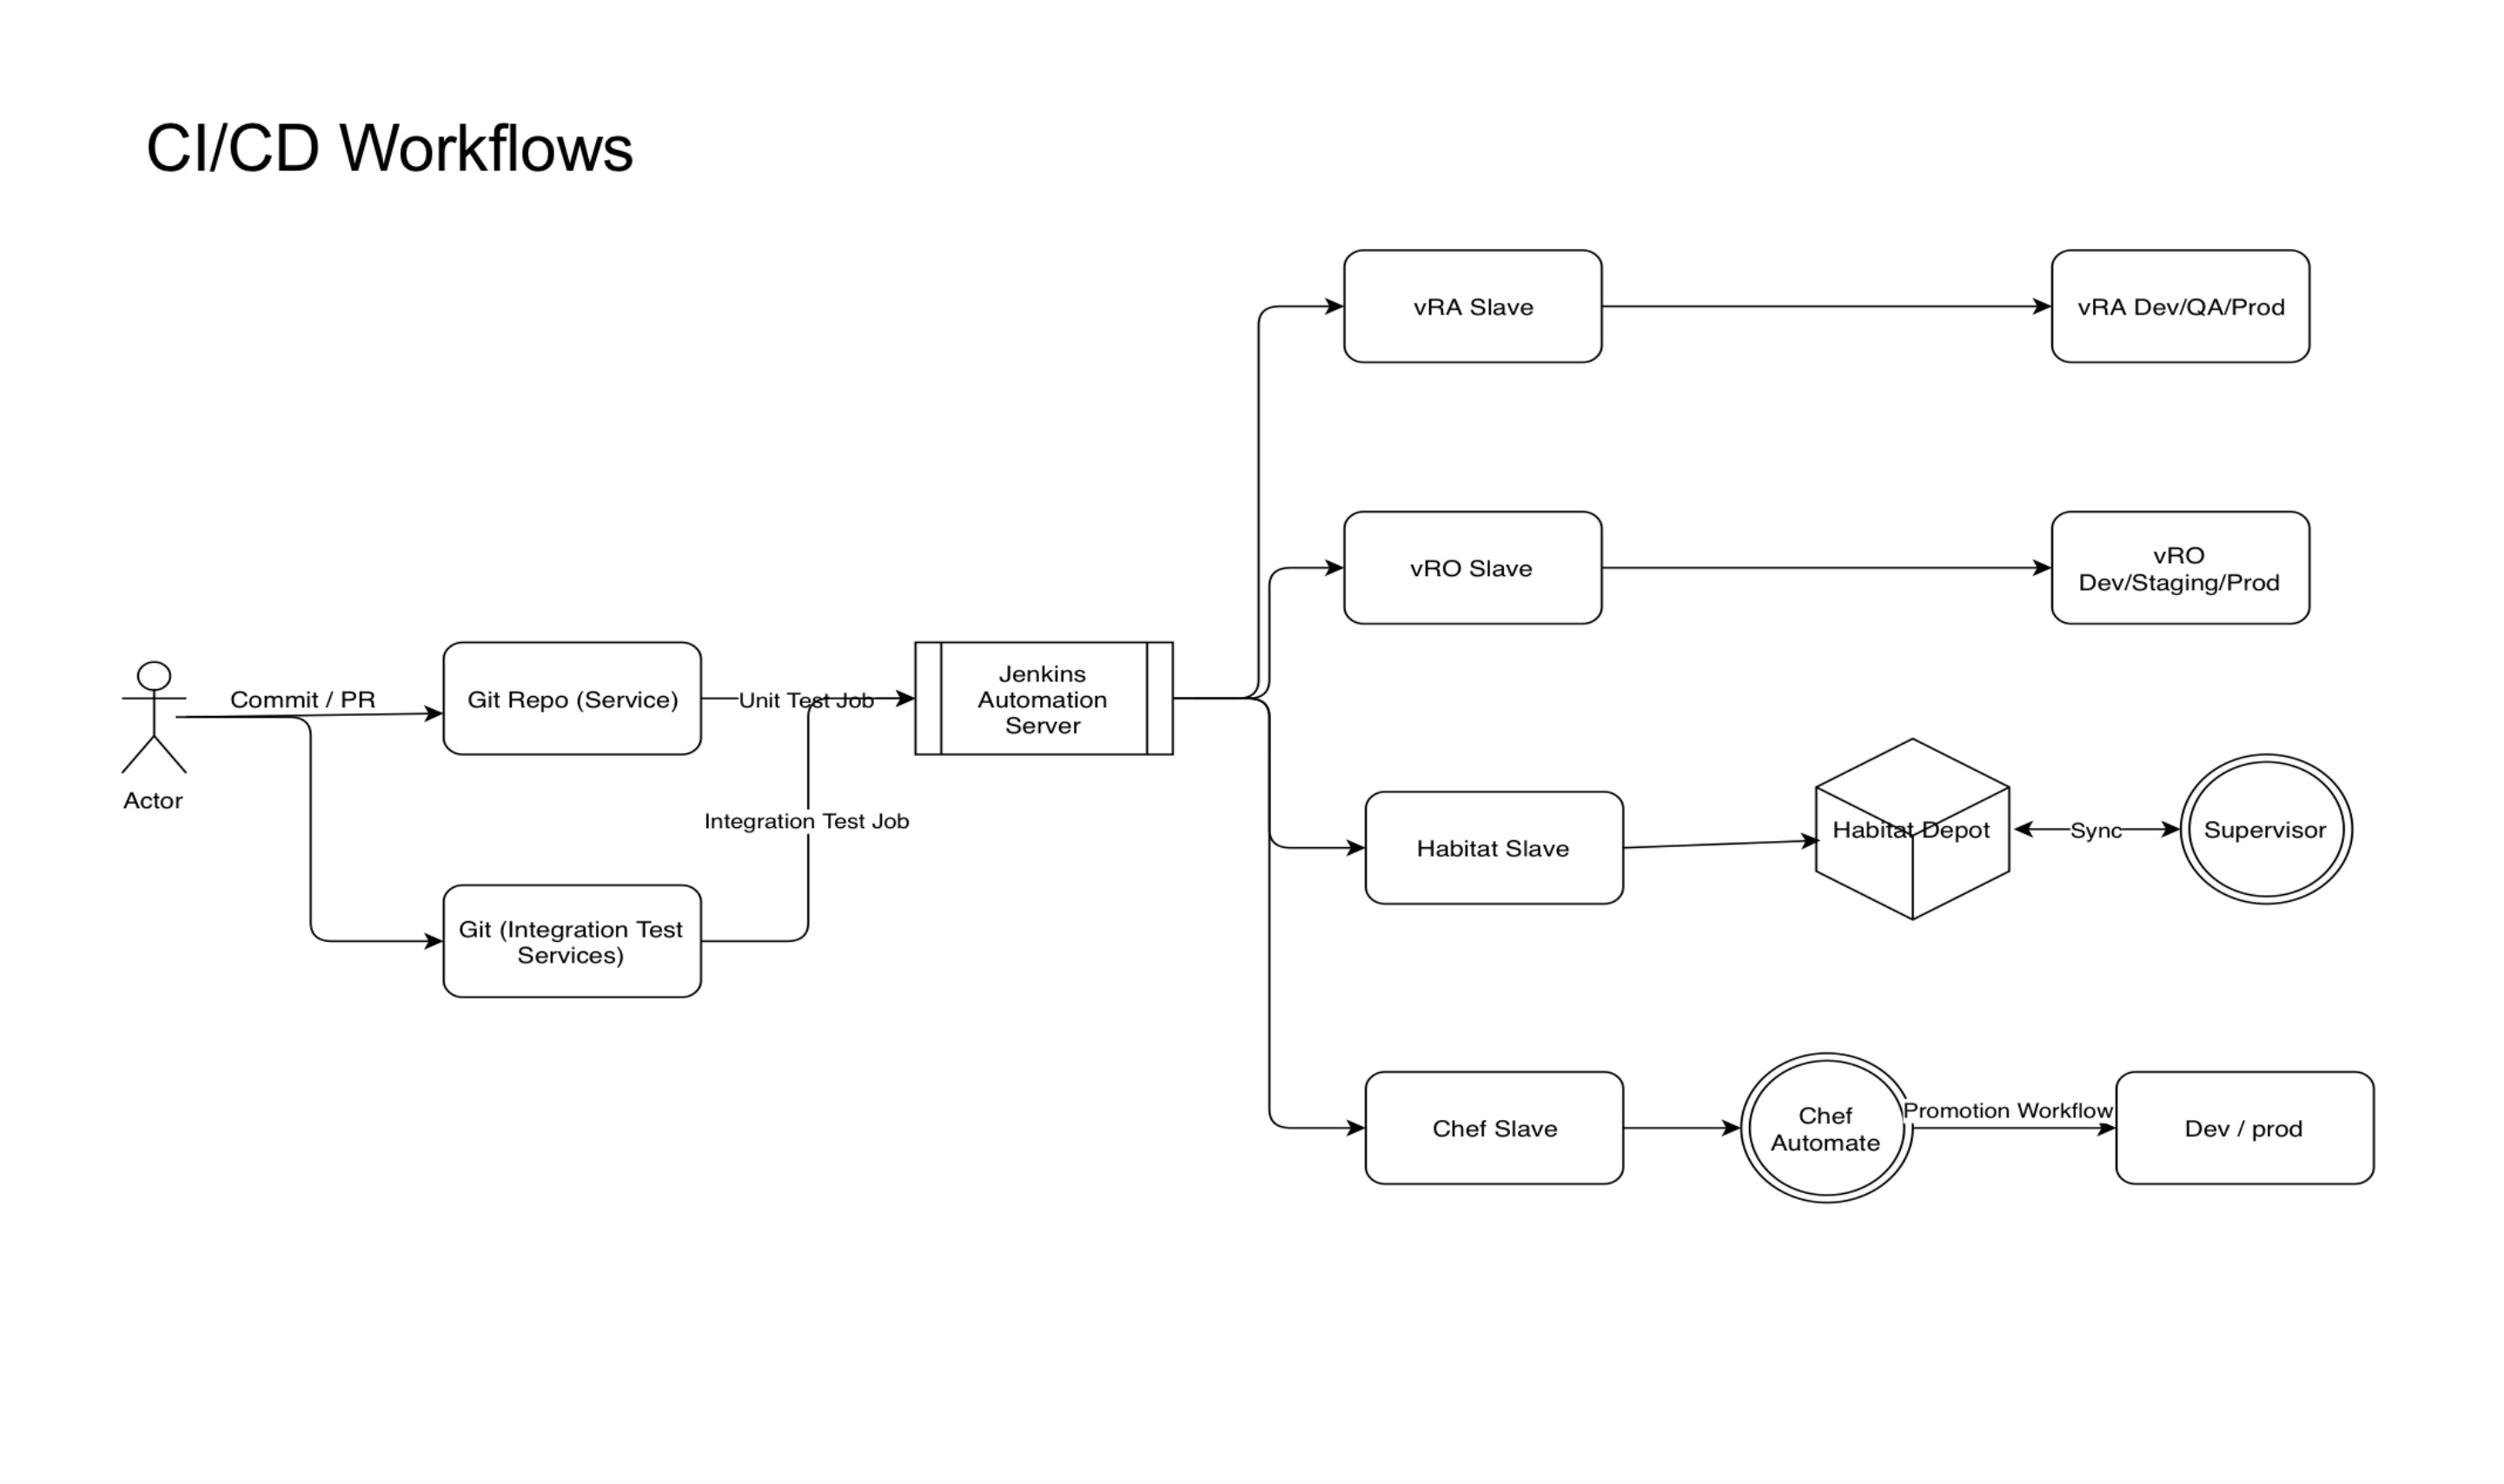 CI/CD Workflows
vRA Slave
vRA Dev/QA/Prod
vRO Slave
vRO
Dev/Staging/Prod
Actor
Commit / PR
Git Repo (Service)
Unit Test Job
Jenkins
Automation
Server
Integration Test Job
Git (Integration Test
Services)
Habitat Slave
Habitat Depot
Sync
Supervisor
Chef Slave
Chef
Automate
Promotion Workflow
Dev / prod